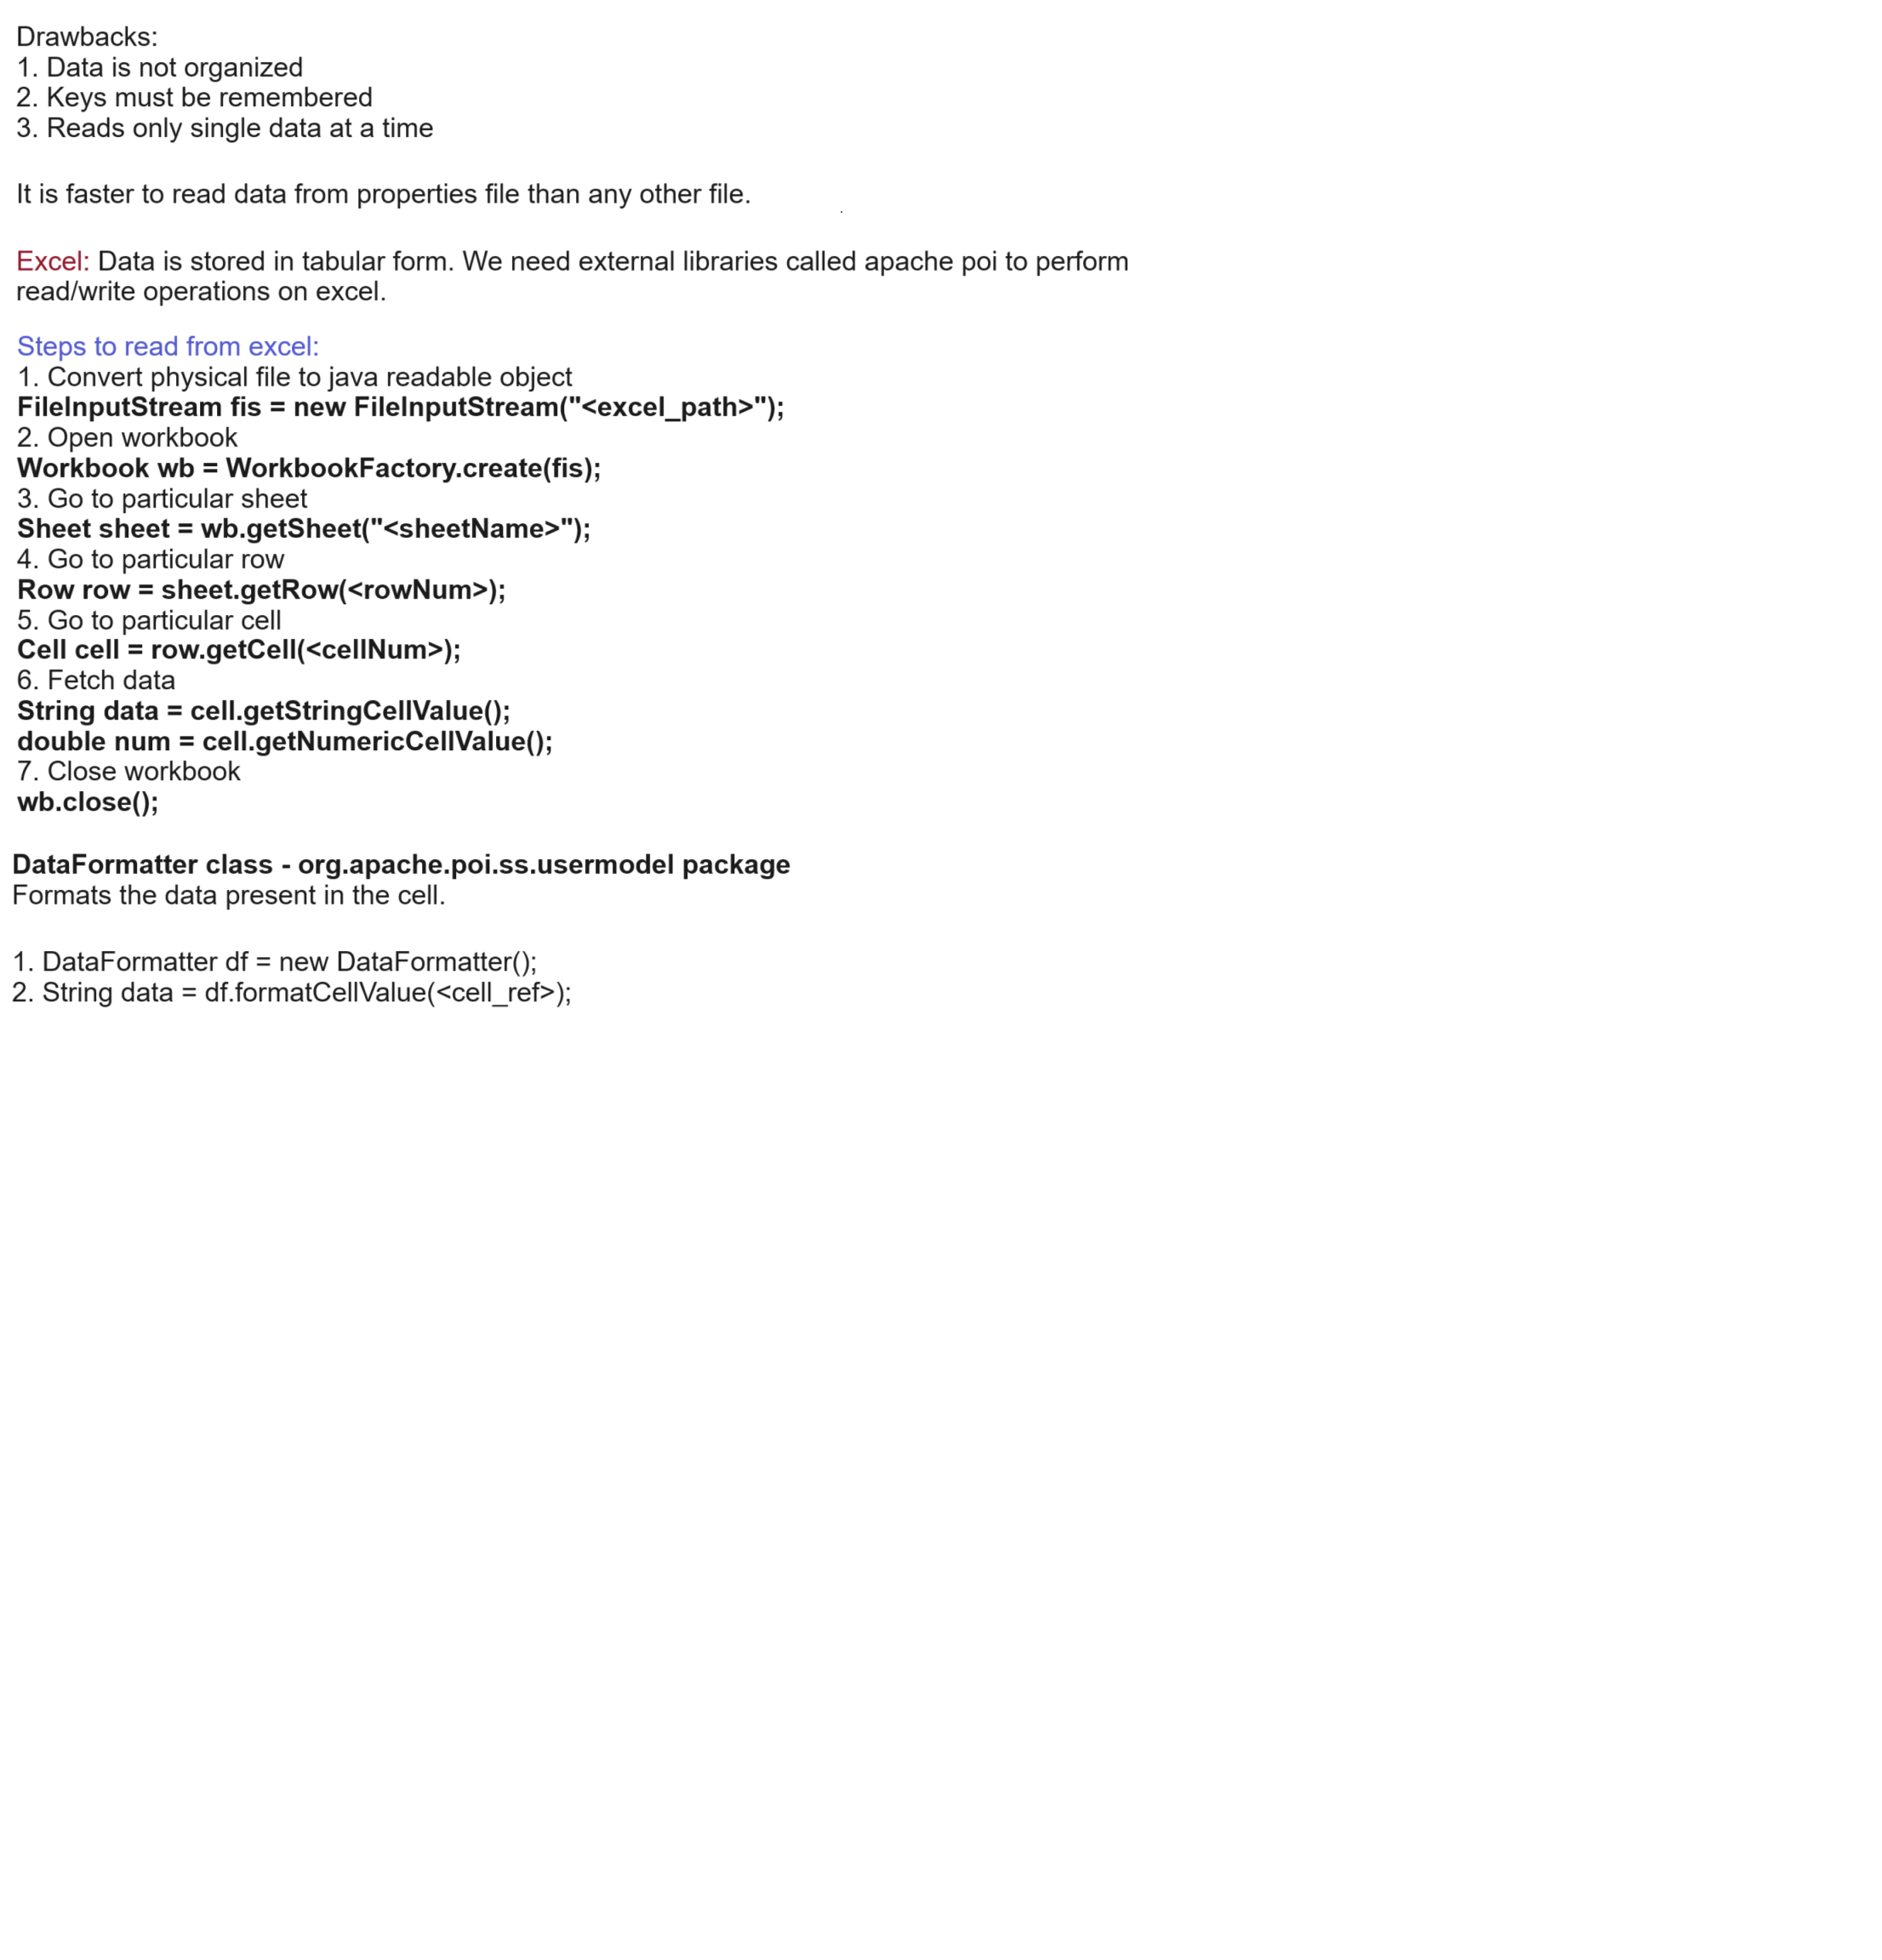 Drawbacks:
1. Data is not organized
2. Keys must be remembered
3. Reads only single data at a time
It is faster to read data from properties file than any other file.
Excel: Data is stored in tabular form. We need external libraries called apache poi to perform
read/write operations on excel.
Steps to read from excel:
1. Convert physical file to java readable object
FileInputStream fis = new FileInputStream("<excel_path>");
2. Open workbook
Workbook wb = WorkbookFactory.create(fis);
3. Go to particular sheet
Sheet sheet = wb.getSheet("<sheetName>");
4. Go to particular row
Row row = sheet.getRow(<rowNum>);
5. Go to particular cell
Cell cell = row.getCell(<cellNum>);
6. Fetch data
String data = cell.getStringCellValue();
double num = cell.getNumericCellValue();
7. Close workbook
wb.close();
DataFormatter class - org.apache.poi.ss.usermodel package
Formats the data present in the cell.
1. DataFormatter df = new DataFormatter();
2. String data = df.formatCellValue(<cell_ref>);